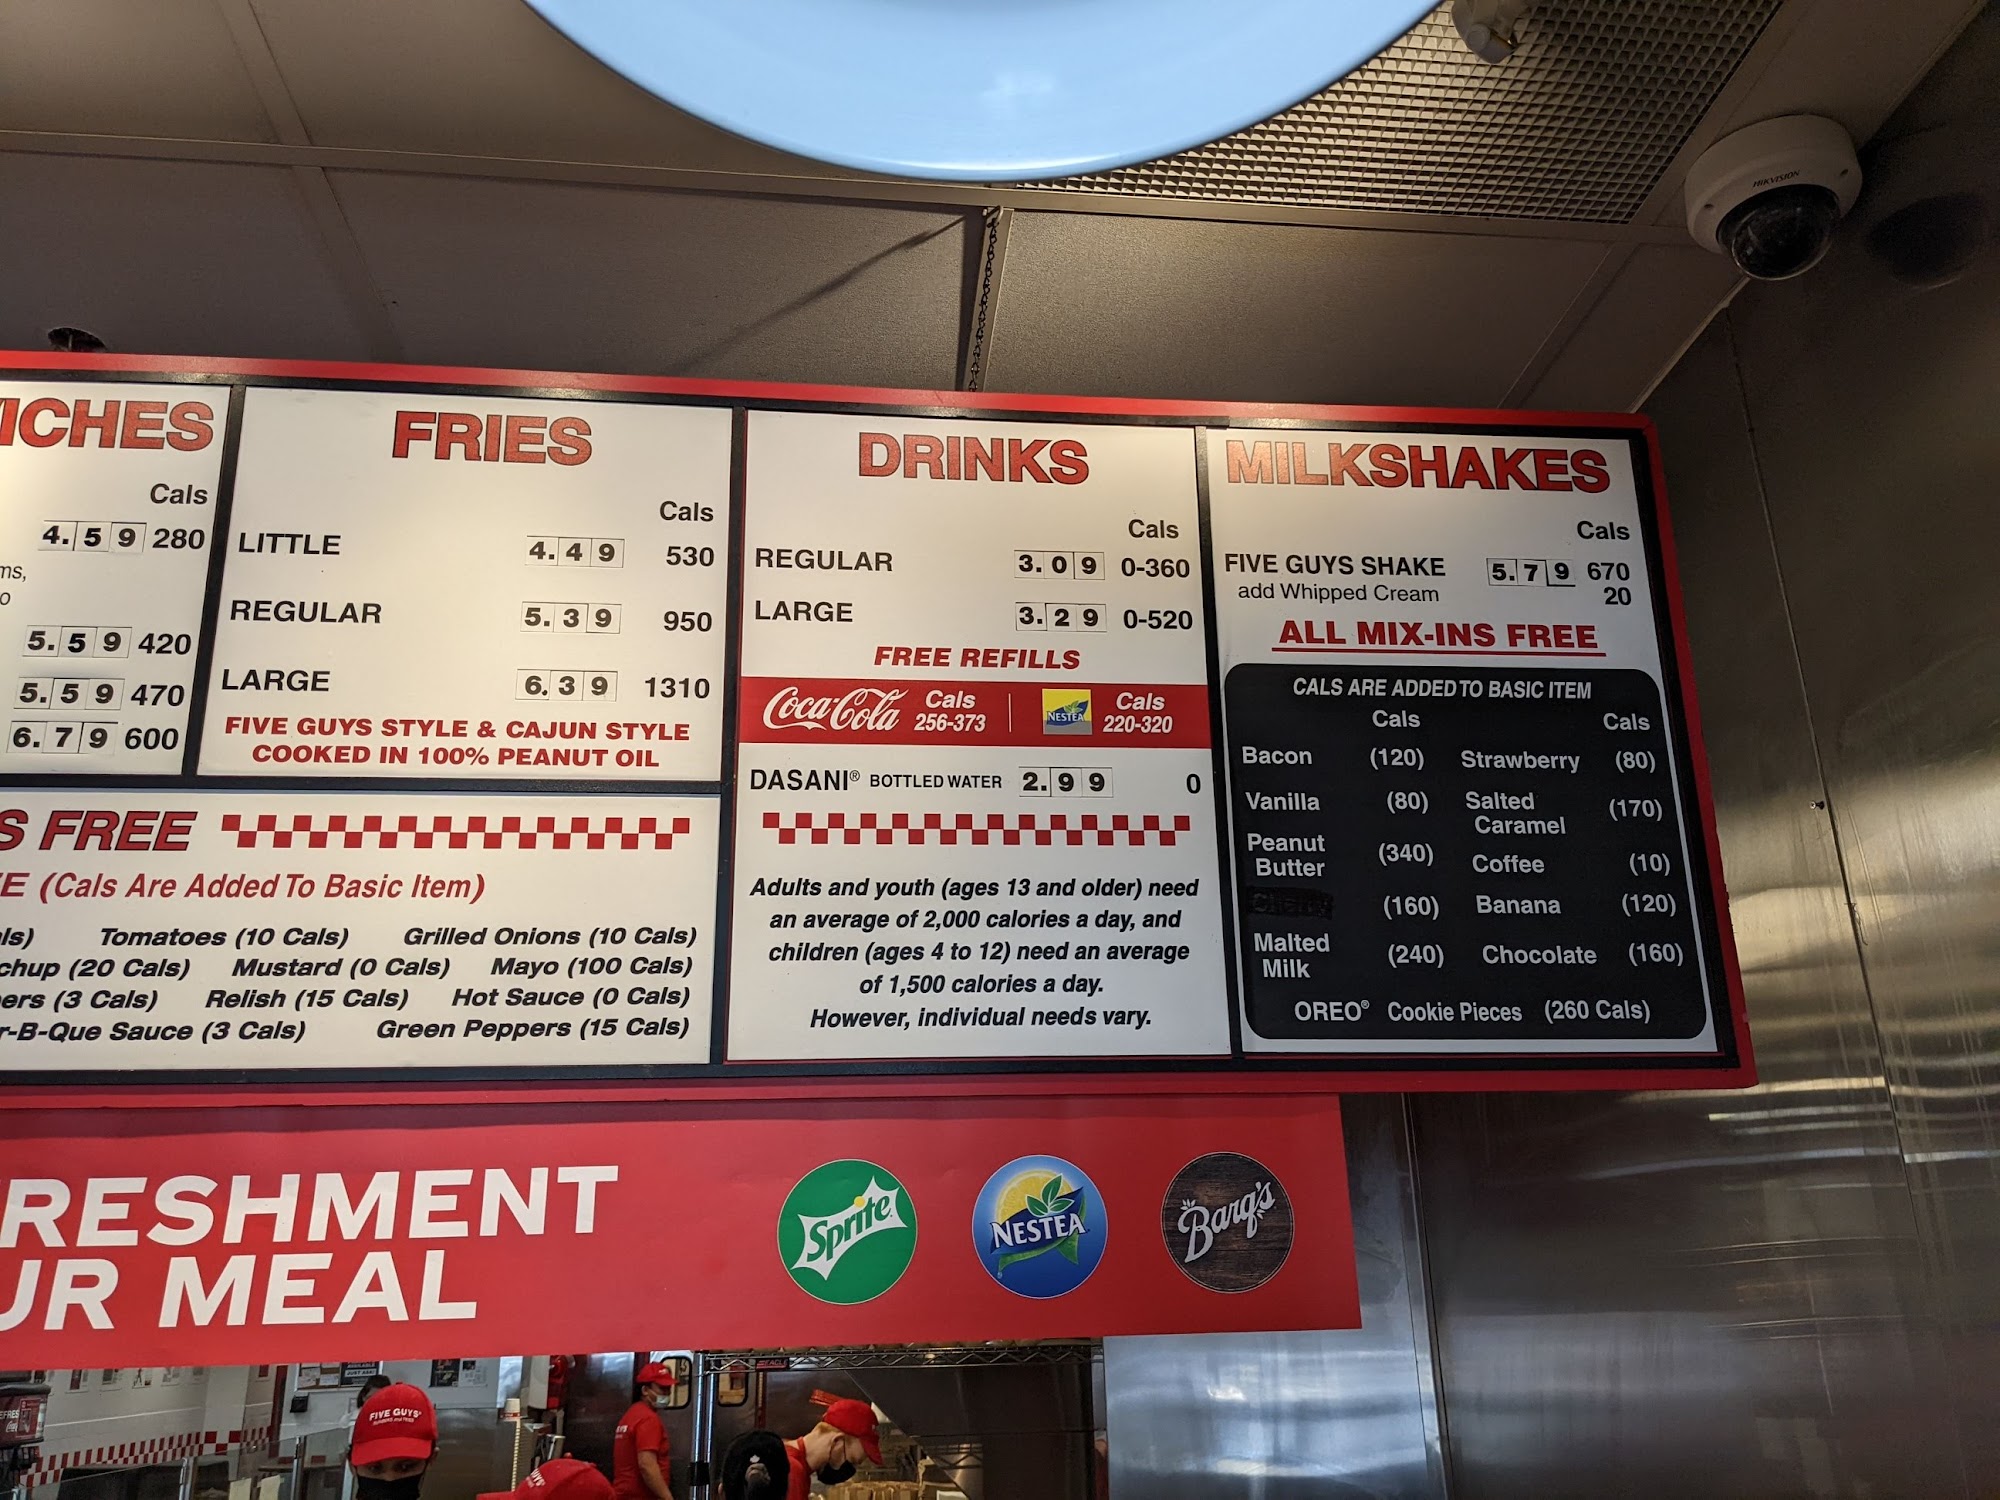 ICHES
Cals
4.59 280
ms,
o
5.59 420
5.59 470
6.79 600
FRIES
Cals
LITTLE 4.49 530
REGULAR 5.39 950
LARGE 6.39 1310
FIVE GUYS STYLE & CAJUN STYLE
COOKED IN 100% PEANUT OIL
S FREE
E (Cals Are Added To Basic Item)
als) Tomatoes (10 Cals) Grilled Onions (10 Cals)
chup (20 Cals) Mustard (0 Cals) Mayo (100 Cals)
ers (3 Cals) Relish (15 Cals) Hot Sauce (0 Cals)
r-B-Que Sauce (3 Cals) Green Peppers (15 Cals)
DRINKS
Cals
REGULAR 3.09 0-360
LARGE 3.29 0-520
FREE REFILLS
Coca-Cola Cals 256-373 NESTEA Cals 220-320
DASANI® BOTTLED WATER 2.99 0
Adults and youth (ages 13 and older) need
an average of 2,000 calories a day, and
children (ages 4 to 12) need an average
of 1,500 calories a day.
However, individual needs vary.
MILKSHAKES
Cals
FIVE GUYS SHAKE 5.79 670
add Whipped Cream 20
ALL MIX-INS FREE
CALS ARE ADDED TO BASIC ITEM
Cals Cals
Bacon (120) Strawberry (80)
Vanilla (80) Salted Caramel (170)
Peanut Butter (340) Coffee (10)
Cherry (160) Banana (120)
Malted Milk (240) Chocolate (160)
OREO® Cookie Pieces (260 Cals)
HIKVISION
RESHMENT
UR MEAL
Sprite
NESTEA
Barq's
EAGLE
FIVE GUYS